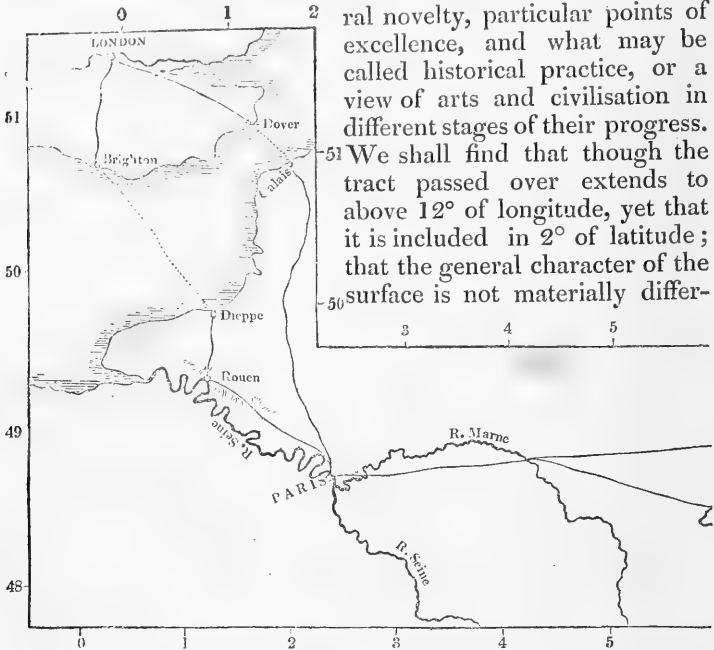 0 1 2
ral novelty, particular points of
excellence, and what may be
called historical practice, or a
view of arts and civilisation in
different stages of their progress.
We shall find that though the
tract passed over extends to
above 12° of longitude, yet that
it is included in 2° of latitude;
that the general character of the
surface is not materially differ-
LONDON
51
Dover
Brighton
51
Calais
50
50
Dieppe
3 4 5
Rouen
49
R. Seine
R. Marne
PARIS
R. Seine
48
0 1 2 3 4 5